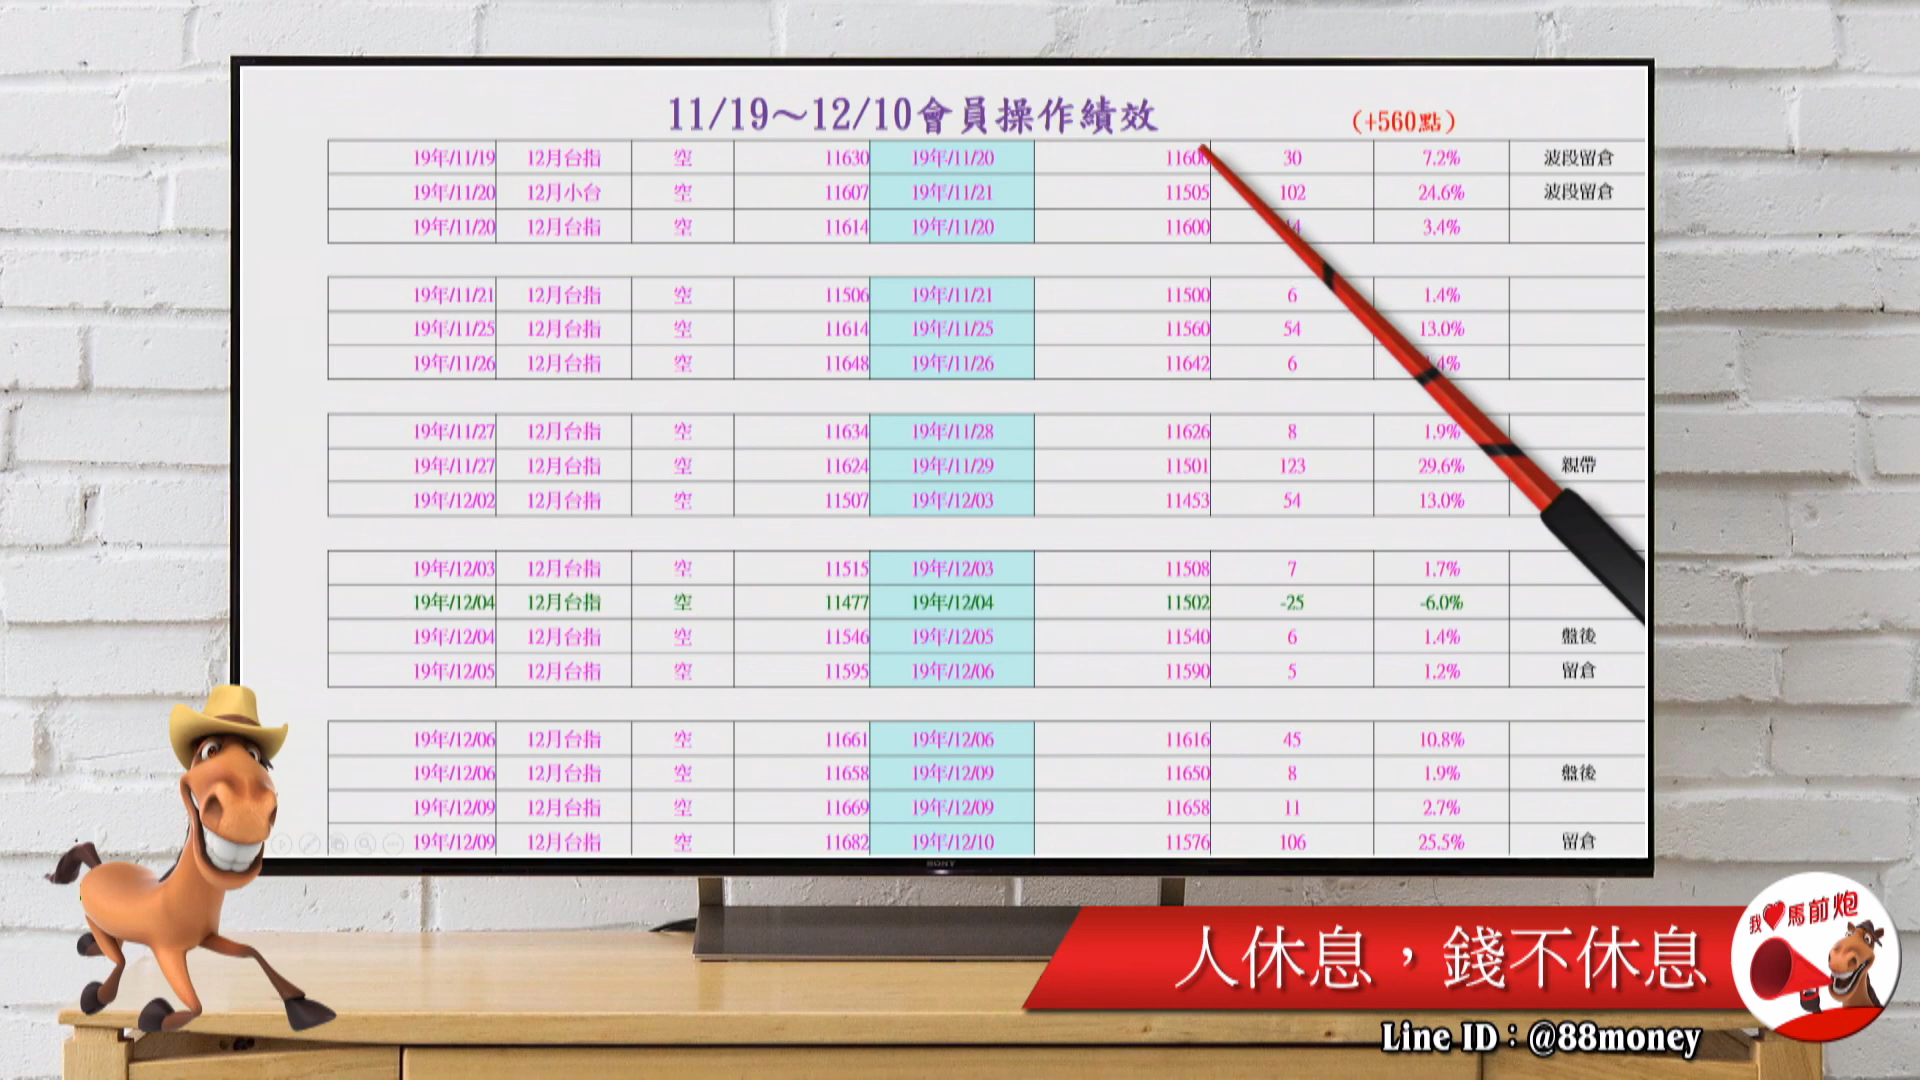 11/19～12/10會員操作績效 (+560點)
19年/11/19 12月台指 空 11630 19年/11/20 11600 30 7.2% 波段留倉
19年/11/20 12月小台 空 11607 19年/11/21 11505 102 24.6% 波段留倉
19年/11/20 12月台指 空 11614 19年/11/20 11600 14 3.4%
19年/11/21 12月台指 空 11506 19年/11/21 11500 6 1.4%
19年/11/25 12月台指 空 11614 19年/11/25 11560 54 13.0%
19年/11/26 12月台指 空 11648 19年/11/26 11642 6 1.4%
19年/11/27 12月台指 空 11634 19年/11/28 11626 8 1.9%
19年/11/27 12月台指 空 11624 19年/11/29 11501 123 29.6% 親帶
19年/12/02 12月台指 空 11507 19年/12/03 11453 54 13.0%
19年/12/03 12月台指 空 11515 19年/12/03 11508 7 1.7%
19年/12/04 12月台指 空 11477 19年/12/04 11502 -25 -6.0%
19年/12/04 12月台指 空 11546 19年/12/05 11540 6 1.4% 盤後
19年/12/05 12月台指 空 11595 19年/12/06 11590 5 1.2% 留倉
19年/12/06 12月台指 空 11661 19年/12/06 11616 45 10.8%
19年/12/06 12月台指 空 11658 19年/12/09 11650 8 1.9% 盤後
19年/12/09 12月台指 空 11669 19年/12/09 11658 11 2.7%
19年/12/09 12月台指 空 11682 19年/12/10 11576 106 25.5% 留倉
SONY
我 馬前炮
人休息，錢不休息
Line ID：@88money